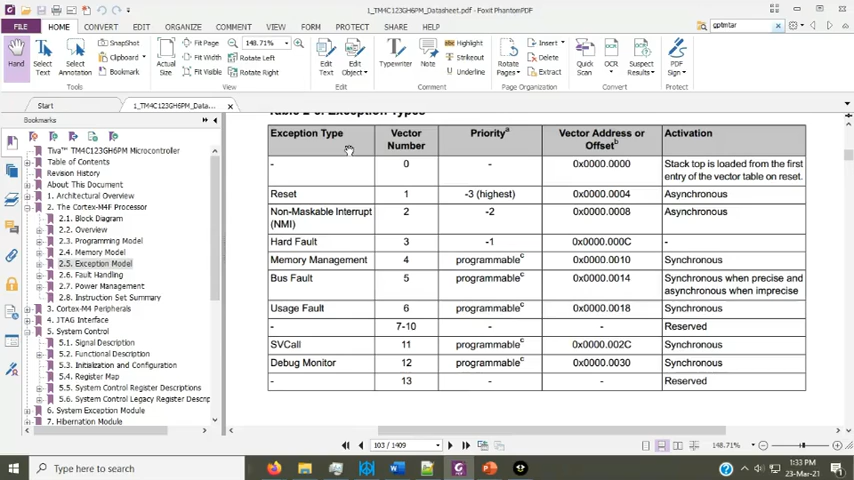 1_TM4C123GH6PM_Datasheet.pdf - Foxit PhantomPDF
FILE HOME CONVERT EDIT ORGANIZE COMMENT VIEW FORM PROTECT SHARE HELP
gptmtar
Hand
Select Text
Select Annotation
SnapShot
Clipboard
Bookmark
Tools
Actual Size
Fit Page
Fit Width
Fit Visible
148.71%
Rotate Left
Rotate Right
View
Edit Text
Edit Object
Edit
Typewriter
Note
Highlight
Strikeout
Underline
Comment
Rotate Pages
Insert
Delete
Extract
Page Organization
Quick Scan
OCR
Suspect Results
Convert
PDF Sign
Protect
Start
1_TM4C123GH6PM_Data...
Bookmarks
Tiva™ TM4C123GH6PM Microcontroller
Table of Contents
Revision History
About This Document
1. Architectural Overview
2. The Cortex-M4F Processor
2.1. Block Diagram
2.2. Overview
2.3. Programming Model
2.4. Memory Model
2.5. Exception Model
2.6. Fault Handling
2.7. Power Management
2.8. Instruction Set Summary
3. Cortex-M4 Peripherals
4. JTAG Interface
5. System Control
5.1. Signal Description
5.2. Functional Description
5.3. Initialization and Configuration
5.4. Register Map
5.5. System Control Register Descriptions
5.6. System Control Legacy Register Descrip
6. System Exception Module
7. Hibernation Module
Table 2-8. Exception Types
Exception Type Vector Number Priorityᵃ Vector Address or Offsetᵇ Activation
- 0 - 0x0000.0000 Stack top is loaded from the first entry of the vector table on reset.
Reset 1 -3 (highest) 0x0000.0004 Asynchronous
Non-Maskable Interrupt (NMI) 2 -2 0x0000.0008 Asynchronous
Hard Fault 3 -1 0x0000.000C -
Memory Management 4 programmableᶜ 0x0000.0010 Synchronous
Bus Fault 5 programmableᶜ 0x0000.0014 Synchronous when precise and asynchronous when imprecise
Usage Fault 6 programmableᶜ 0x0000.0018 Synchronous
- 7-10 - - Reserved
SVCall 11 programmableᶜ 0x0000.002C Synchronous
Debug Monitor 12 programmableᶜ 0x0000.0030 Synchronous
- 13 - - Reserved
103 / 1409
148.71%
Type here to search
1:33 PM
23-Mar-21